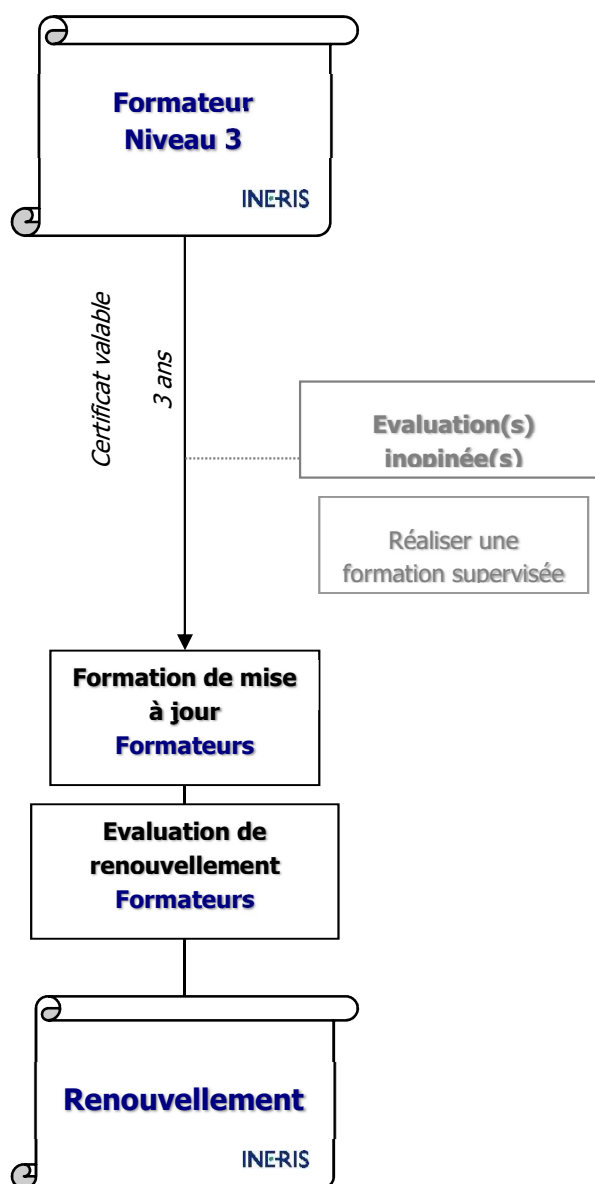 Formateur
Niveau 3
INERIS
Certificat valable
3 ans
Evaluation(s)
inopinée(s)
Réaliser une
formation supervisée
Formation de mise
à jour
Formateurs
Evaluation de
renouvellement
Formateurs
Renouvellement
INERIS